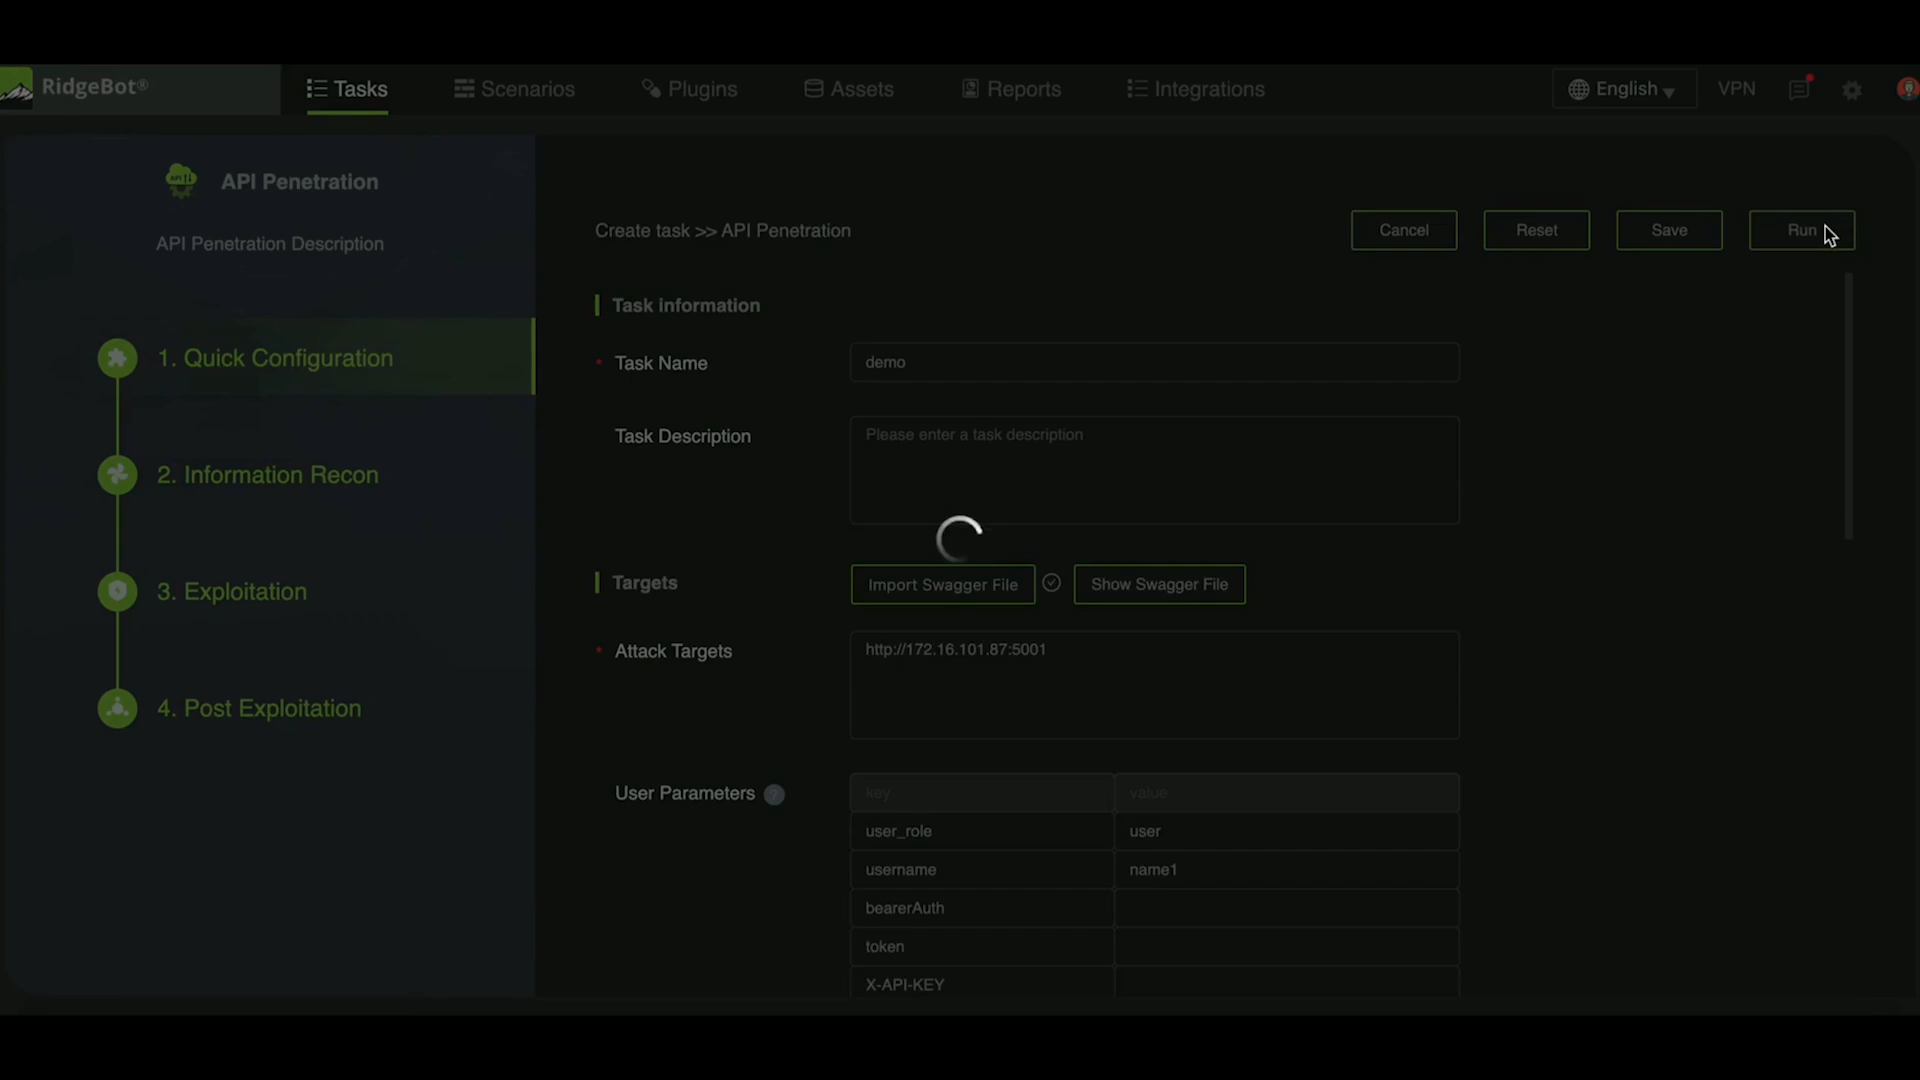 RidgeBot®
Tasks
Scenarios
Plugins
Assets
Reports
Integrations
English
VPN
API
API Penetration
API Penetration Description
1. Quick Configuration
2. Information Recon
3. Exploitation
4. Post Exploitation
Create task >> API Penetration
Cancel
Reset
Save
Run
Task information
* Task Name
demo
Task Description
Please enter a task description
Targets
Import Swagger File
Show Swagger File
* Attack Targets
http://172.16.101.87:5001
User Parameters ?
key value
user_role user
username name1
bearerAuth
token
X-API-KEY